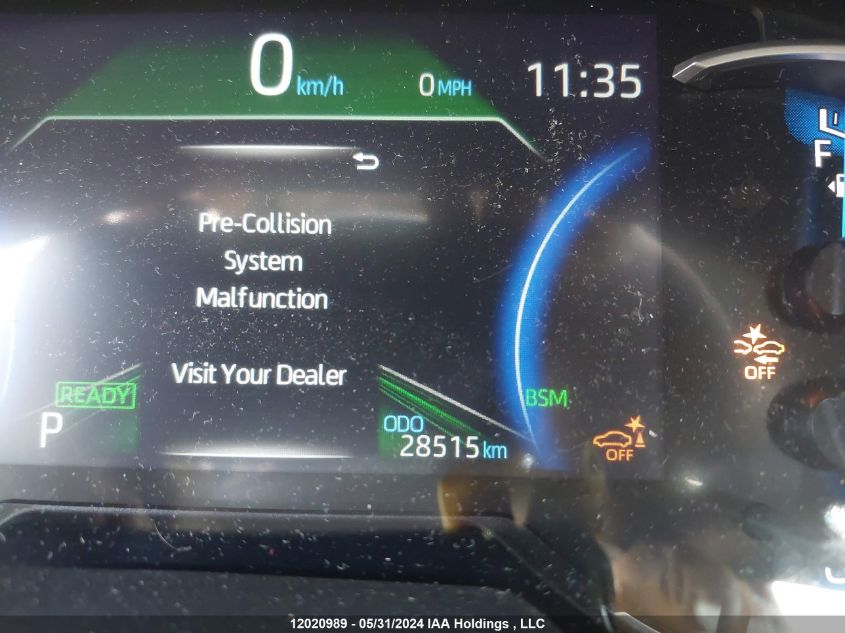 0 km/h 0 MPH 11:35
F
Pre-Collision
System
Malfunction
Visit Your Dealer
OFF
READY
BSM
P
ODO
28515 km
OFF
12020989 - 05/31/2024 IAA Holdings , LLC